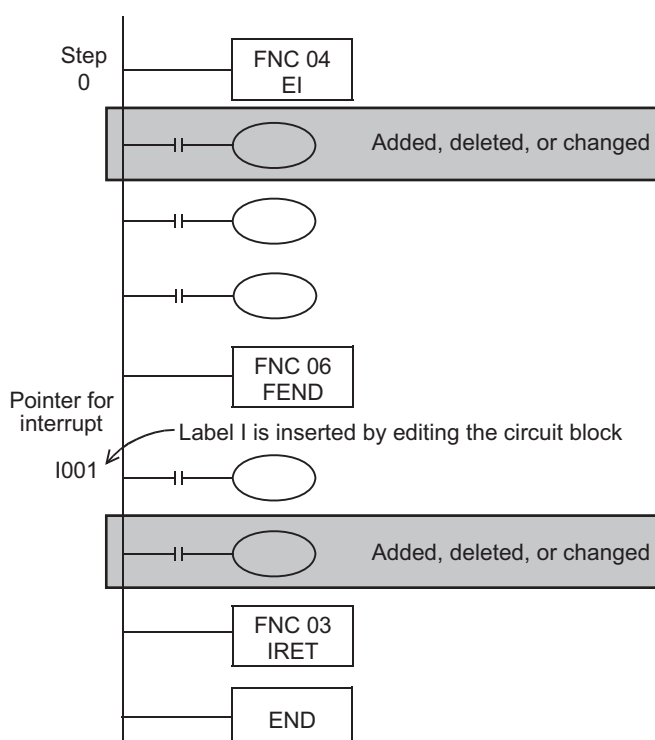 Step
0
FNC 04
EI
Added, deleted, or changed
FNC 06
FEND
Pointer for
interrupt
Label I is inserted by editing the circuit block
I001
Added, deleted, or changed
FNC 03
IRET
END